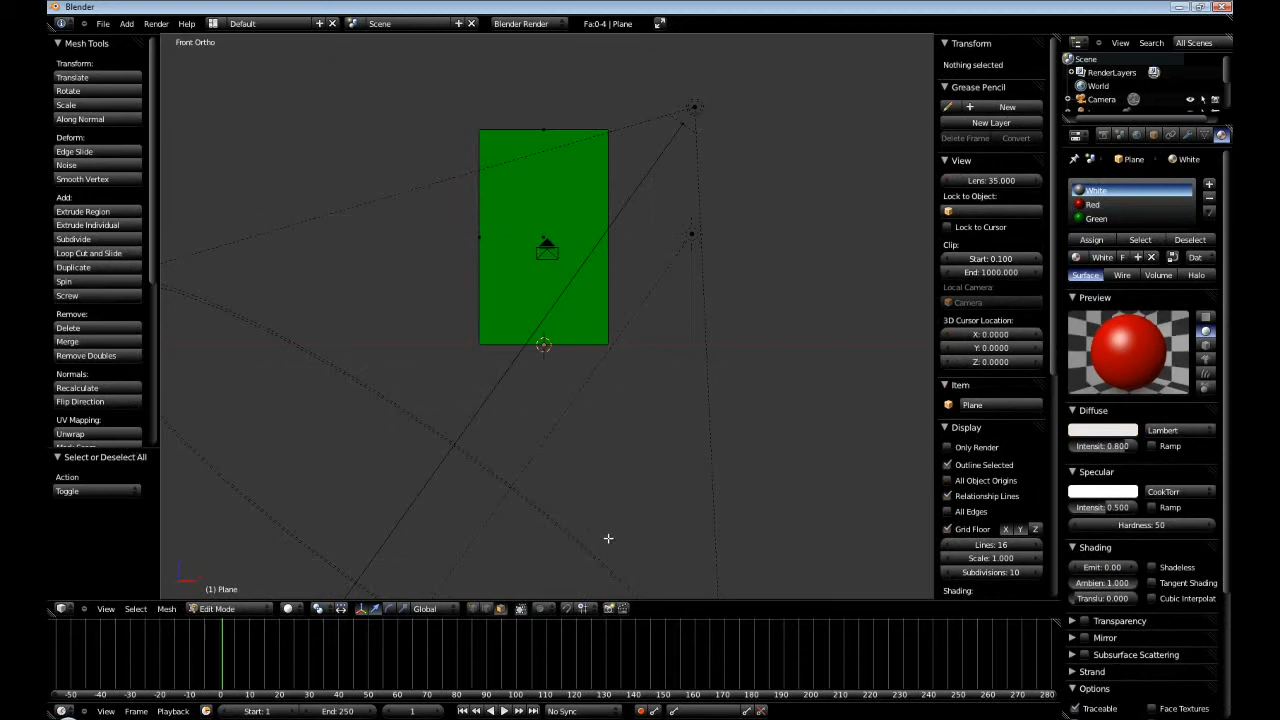 Blender
File Add Render Help Default Scene Blender Render Fa:0-4 | Plane View Search All Scenes
Mesh Tools
Transform:
Translate
Rotate
Scale
Along Normal
Deform:
Edge Slide
Noise
Smooth Vertex
Add:
Extrude Region
Extrude Individual
Subdivide
Loop Cut and Slide
Duplicate
Spin
Screw
Remove:
Delete
Merge
Remove Doubles
Normals:
Recalculate
Flip Direction
UV Mapping:
Unwrap
Select or Deselect All
Action
Toggle
Front Ortho
(1) Plane
Transform
Nothing selected
Grease Pencil
New
New Layer
Delete Frame Convert
View
Lens: 35.000
Lock to Object:
Lock to Cursor
Clip:
Start: 0.100
End: 1000.000
Local Camera:
Camera
3D Cursor Location:
X: 0.0000
Y: 0.0000
Z: 0.0000
Item
Plane
Display
Only Render
Outline Selected
All Object Origins
Relationship Lines
All Edges
Grid Floor X Y Z
Lines: 16
Scale: 1.000
Subdivisions: 10
Shading:
Scene
RenderLayers
World
Camera
Plane White
White
Red
Green
Assign Select Deselect
White F Dat
Surface Wire Volume Halo
Preview
Diffuse
Lambert
Intensit: 0.800 Ramp
Specular
CookTorr
Intensit: 0.500 Ramp
Hardness: 50
Shading
Emit: 0.00 Shadeless
Ambien: 1.000 Tangent Shading
Translu: 0.000 Cubic Interpolat
Transparency
Mirror
Subsurface Scattering
Strand
Options
Traceable Face Textures
View Select Mesh Edit Mode Global
-50 -40 -30 -20 -10 0 10 20 30 40 50 60 70 80 90 100 110 120 130 140 150 160 170 180 190 200 210 220 230 240 250 260 270 280
View Frame Playback Start: 1 End: 250 1 No Sync